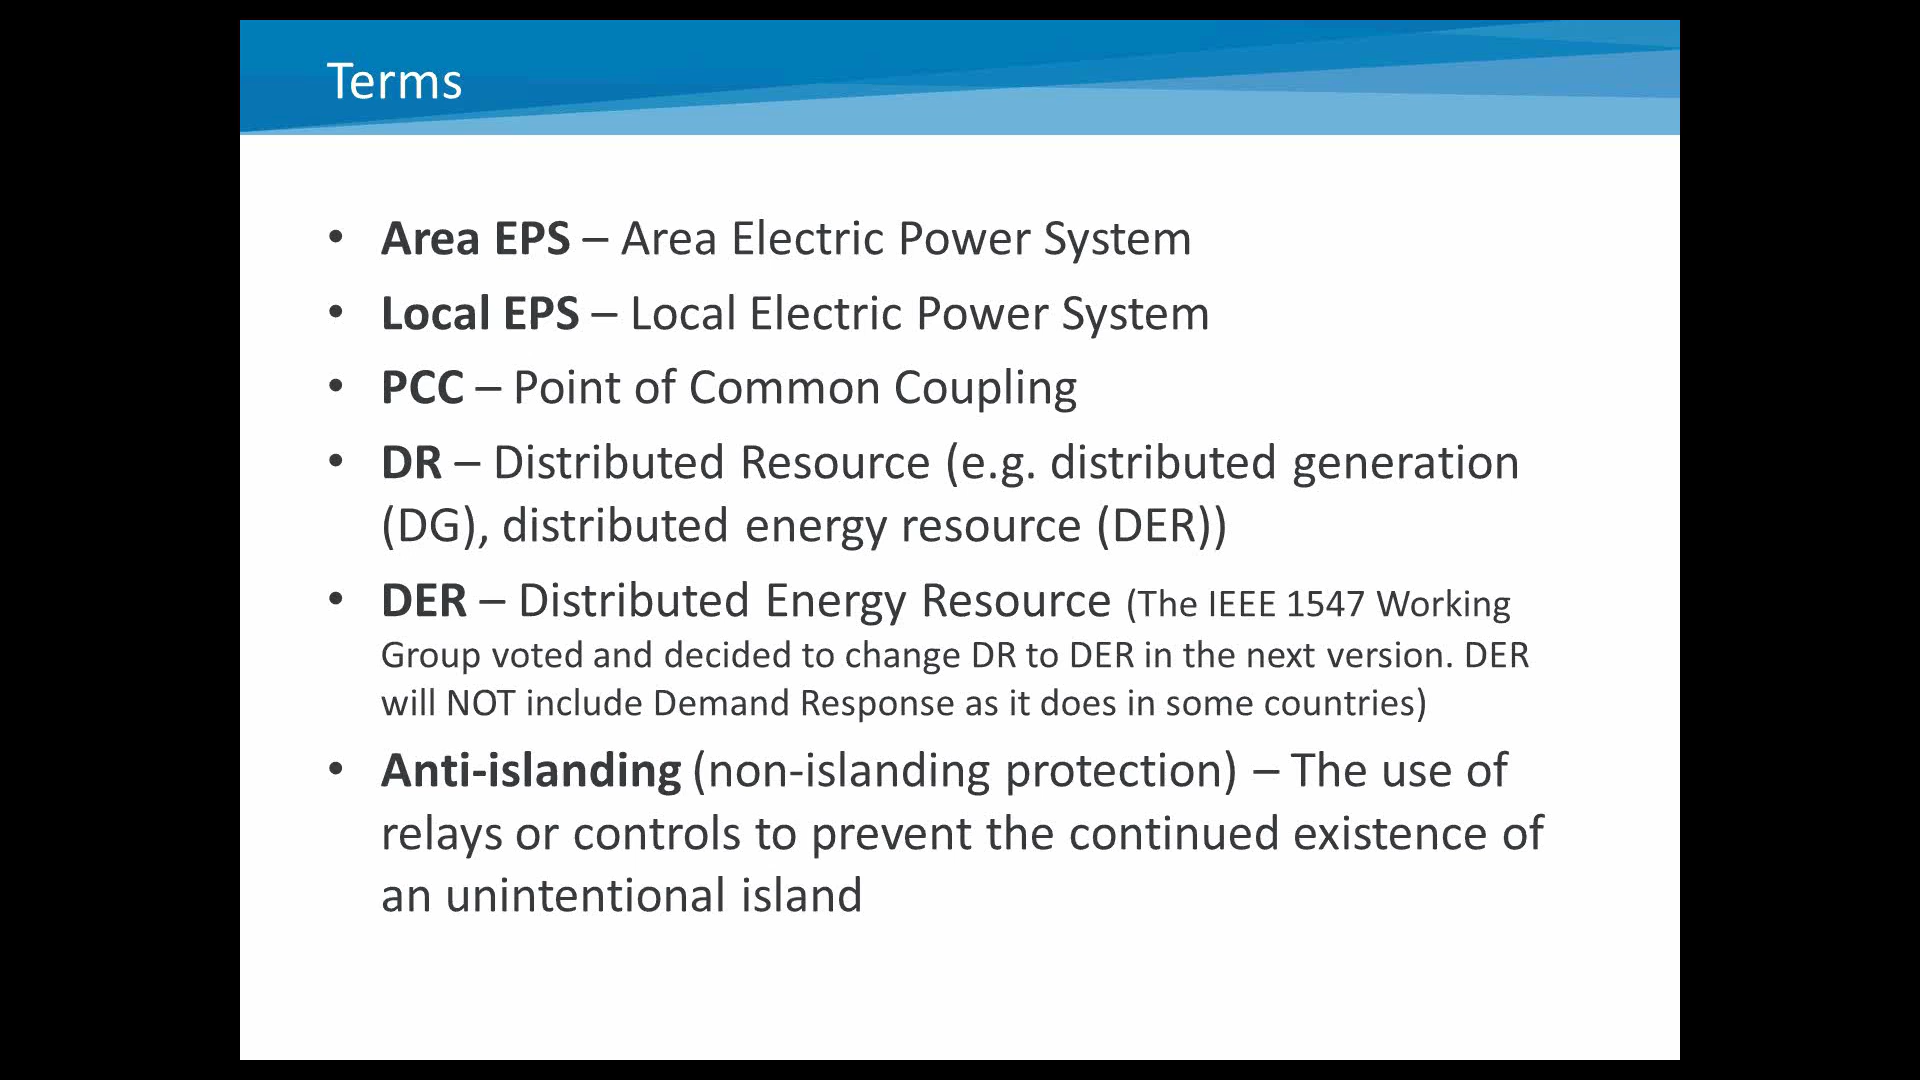 Terms
• Area EPS – Area Electric Power System
• Local EPS – Local Electric Power System
• PCC – Point of Common Coupling
• DR – Distributed Resource (e.g. distributed generation
(DG), distributed energy resource (DER))
• DER – Distributed Energy Resource (The IEEE 1547 Working
Group voted and decided to change DR to DER in the next version. DER
will NOT include Demand Response as it does in some countries)
• Anti-islanding (non-islanding protection) – The use of
relays or controls to prevent the continued existence of
an unintentional island